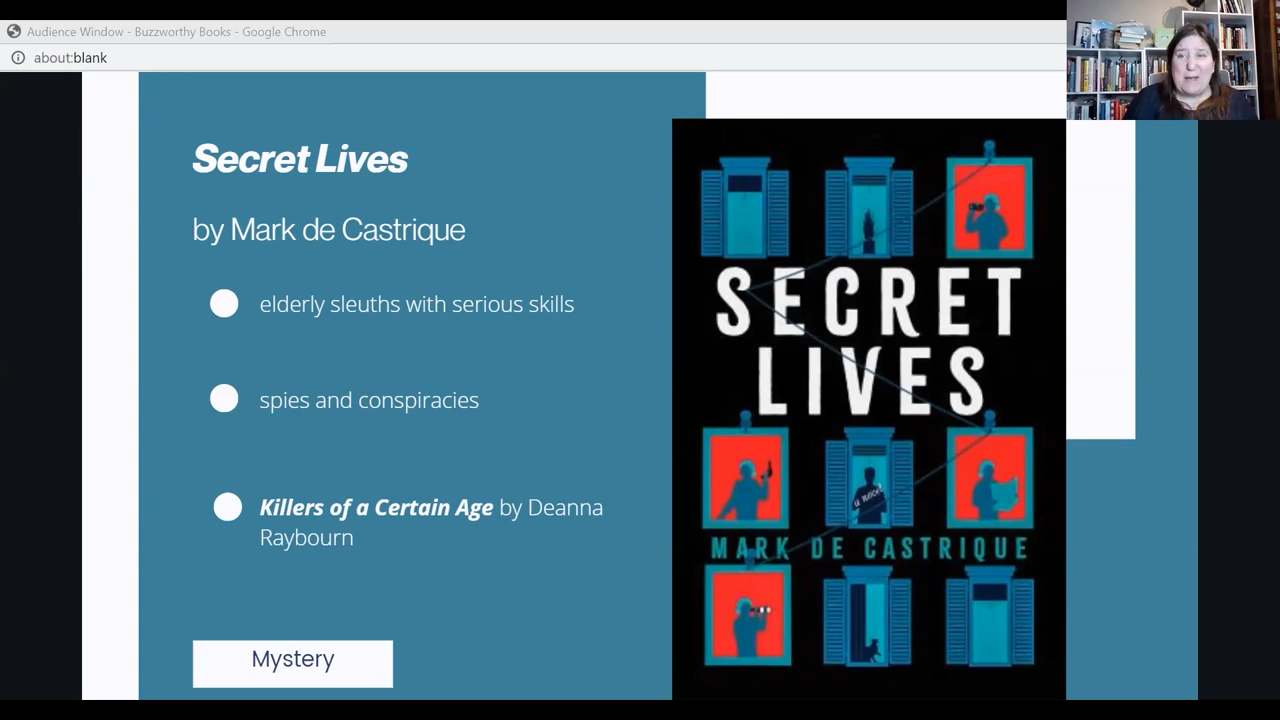 Audience Window - Buzzworthy Books - Google Chrome
about:blank
Secret Lives
by Mark de Castrique
elderly sleuths with serious skills
spies and conspiracies
Killers of a Certain Age by Deanna
Raybourn
Mystery
SECRET
LIVES
a novel
MARK DE CASTRIQUE